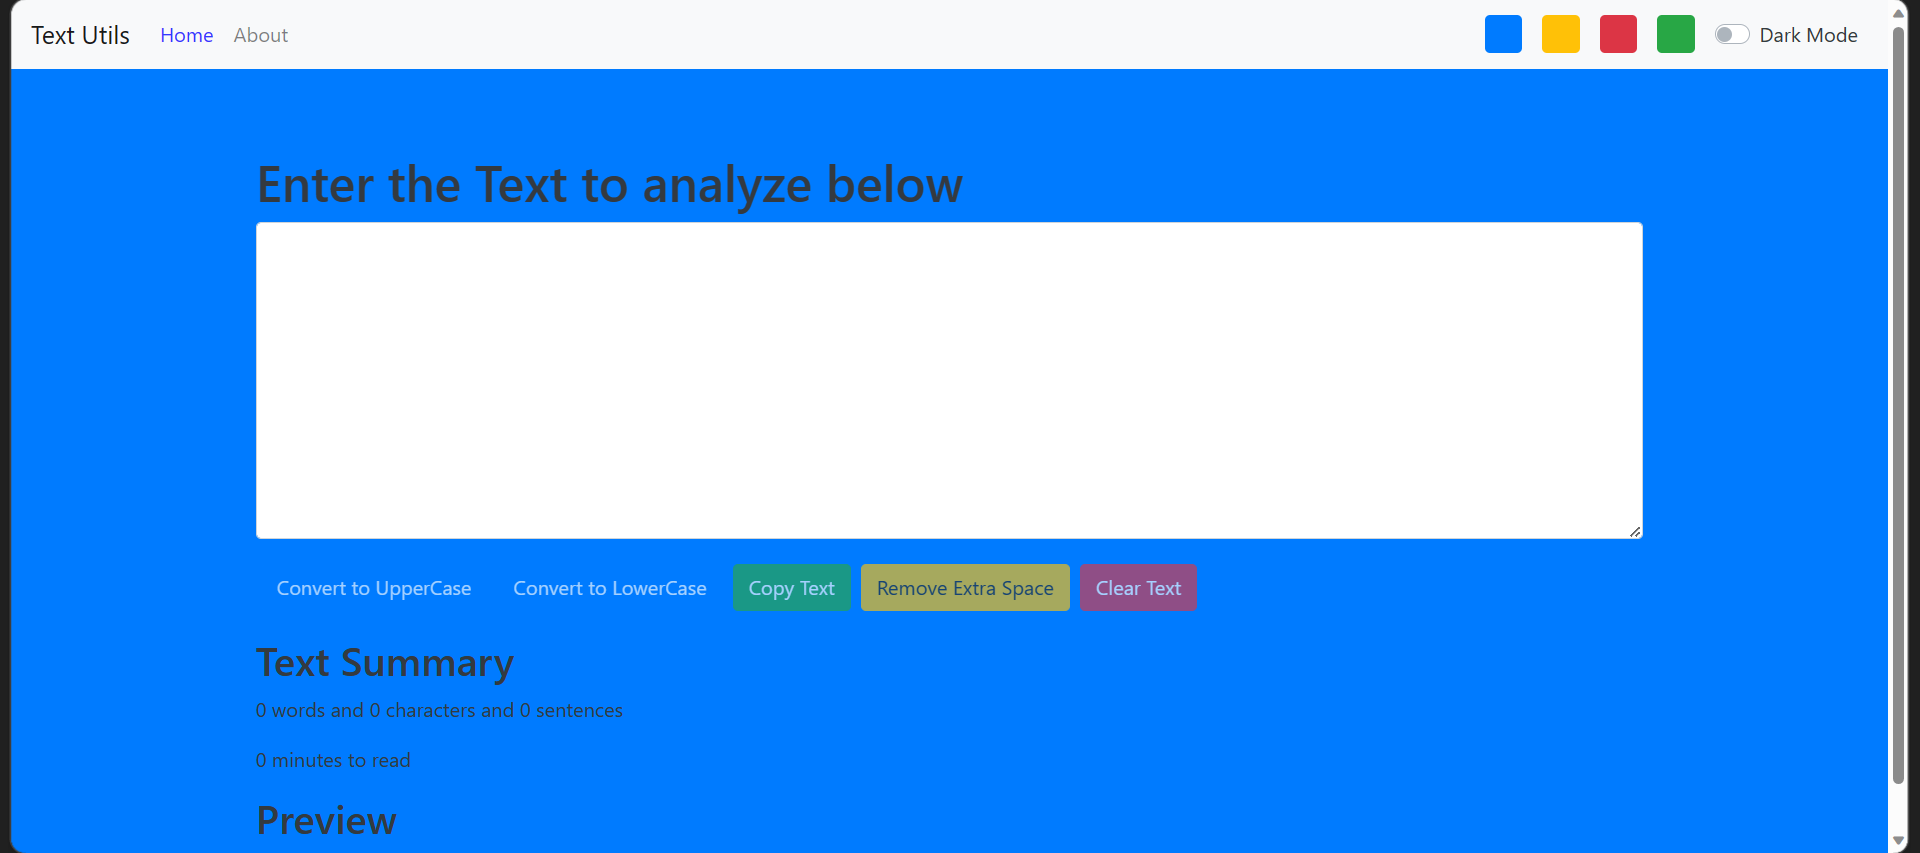 Text Utils Home About Dark Mode
Enter the Text to analyze below
Convert to UpperCase Convert to LowerCase Copy Text Remove Extra Space Clear Text
Text Summary
0 words and 0 characters and 0 sentences
0 minutes to read
Preview